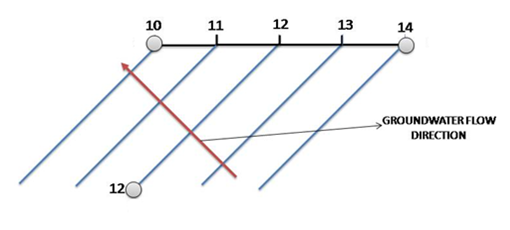 10 11 12 13 14
GROUNDWATER FLOW
DIRECTION
12